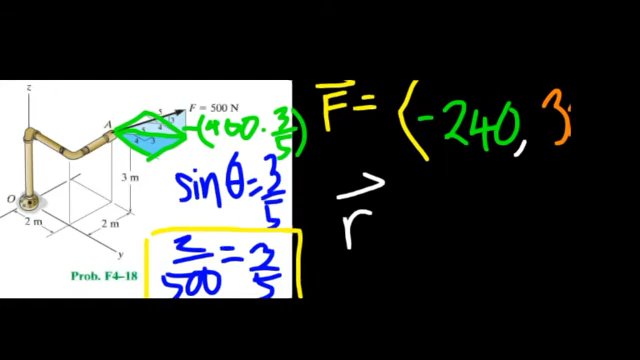 z
F = 500 N
A
5
3
4
5
4
3
-(400 · 3/5)
3 m
O
2 m
2 m
y
Prob. F4–18
sin θ = 3/5
z/500 = 3/5
F = (-240, 3
r